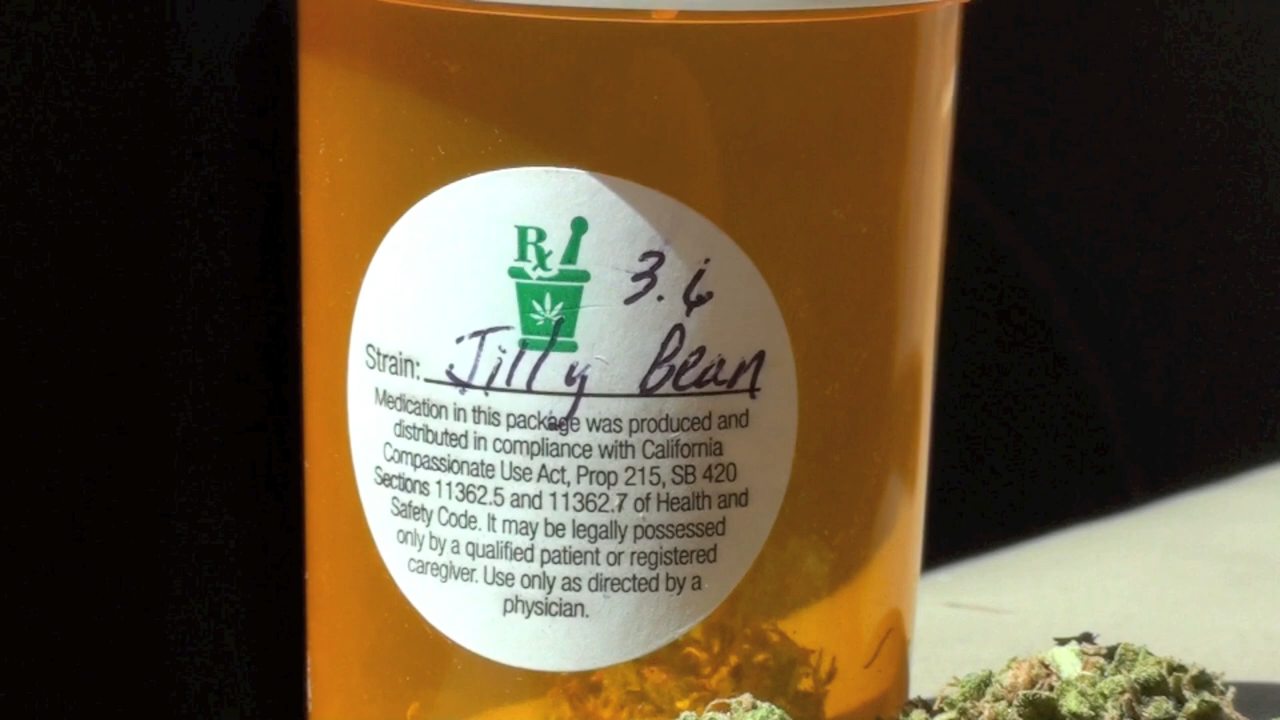 Rx
3.6
Strain: Jilly Bean
Medication in this package was produced and
distributed in compliance with California
Compassionate Use Act, Prop 215, SB 420
Sections 11362.5 and 11362.7 of Health and
Safety Code. It may be legally possessed
only by a qualified patient or registered
caregiver. Use only as directed by a
physician.